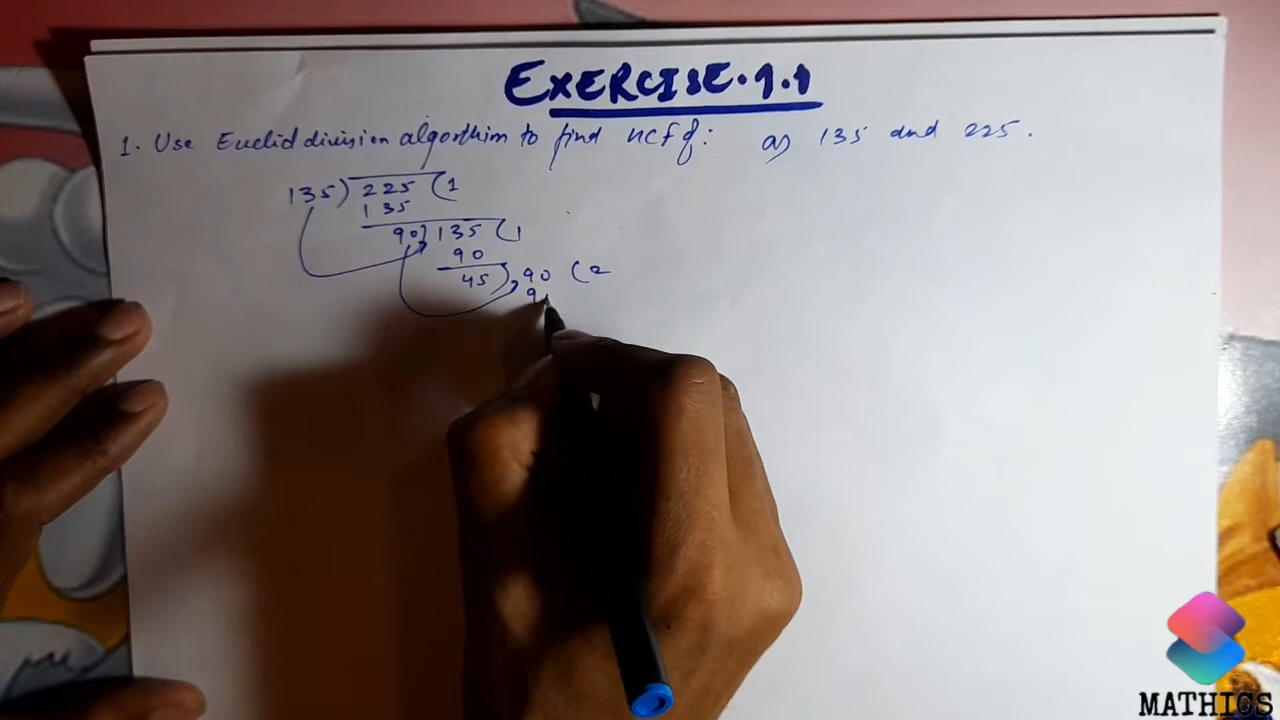 EXERCISE.1.1
1. Use Euclid division algorthim to find HCF of: a) 135 and 225.
135) 225 (1
135
90) 135 (1
90
45) 90 (2
9
MATHICS